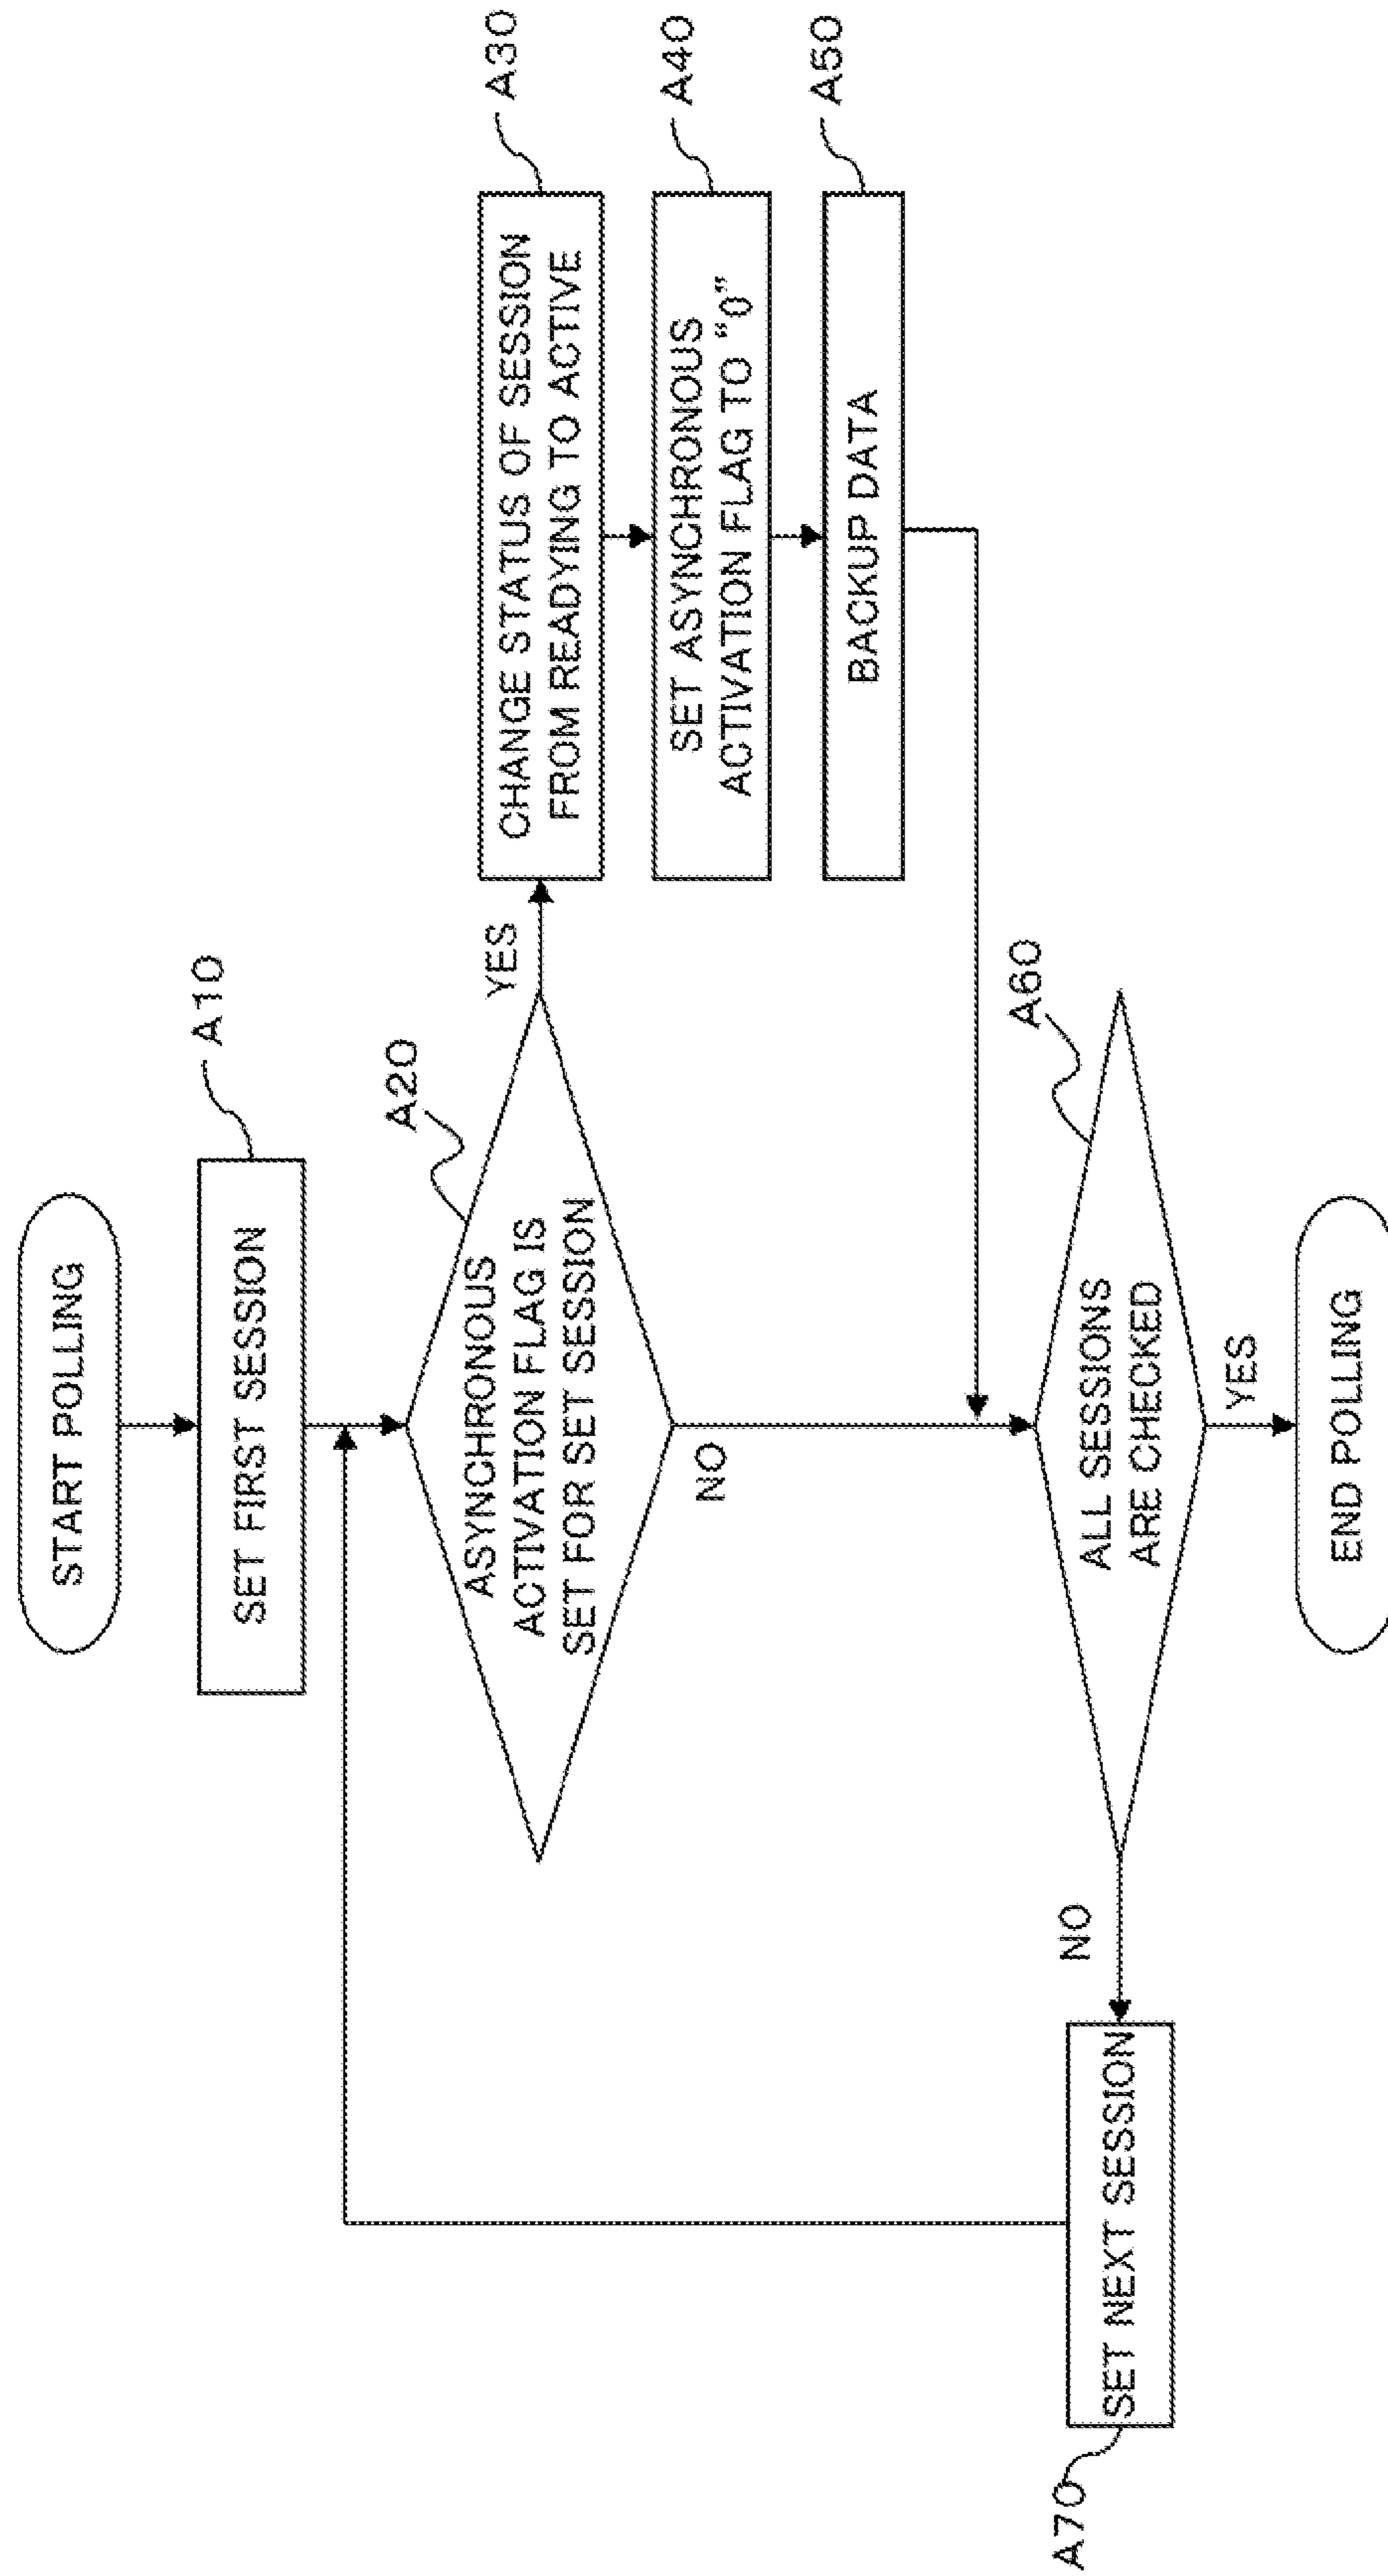 START POLLING
A10
SET FIRST SESSION
A20
ASYNCHRONOUS
ACTIVATION FLAG IS
SET FOR SET SESSION
YES
NO
A30
CHANGE STATUS OF SESSION
FROM READYING TO ACTIVE
A40
SET ASYNCHRONOUS
ACTIVATION FLAG TO "0"
A50
BACKUP DATA
A60
ALL SESSIONS
ARE CHECKED
NO
YES
A70
SET NEXT SESSION
END POLLING